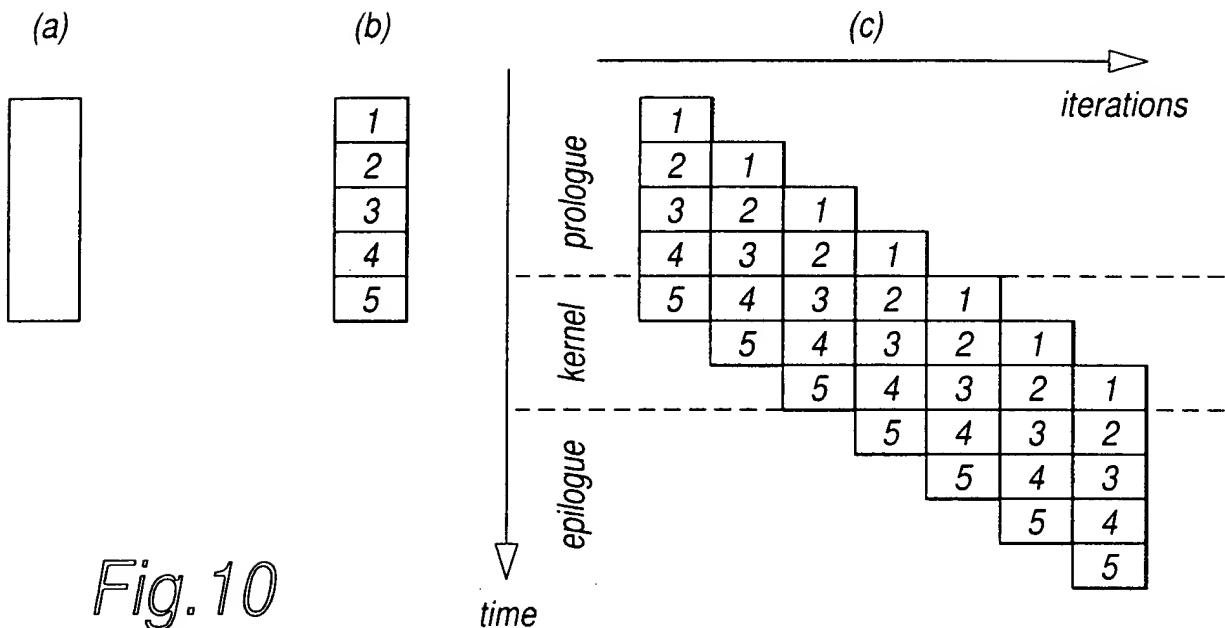 (a) (b) (c)
iterations
1 1
2 2 1
3 3 2 1
4 4 3 2 1
5 5 4 3 2 1
5 4 3 2 1
5 4 3 2 1
5 4 3 2
5 4 3
5 4
5
prologue
kernel
epilogue
time
Fig.10